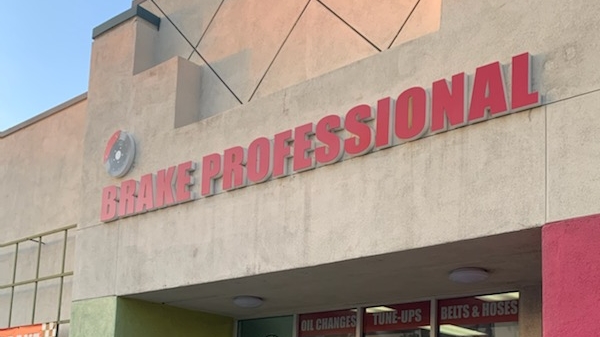 BRAKE PROFESSIONAL
OIL CHANGES
TUNE-UPS
BELTS & HOSES